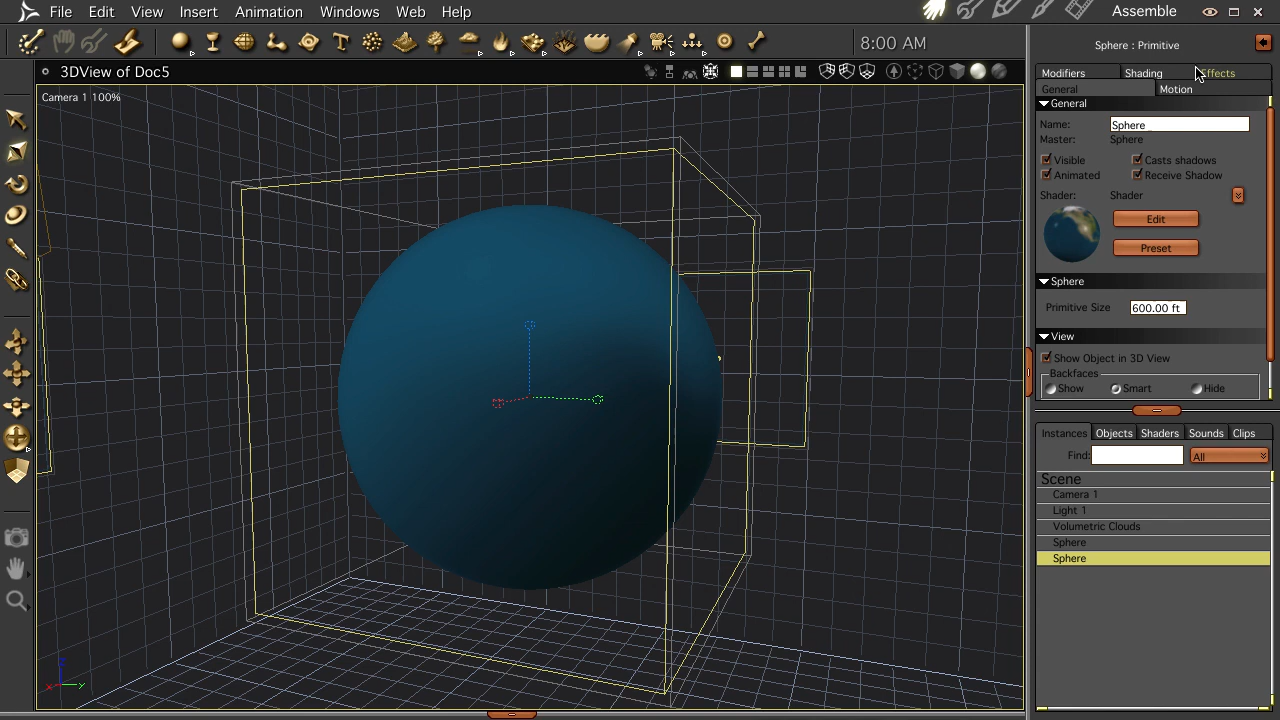 File Edit View Insert Animation Windows Web Help
Assemble
8:00 AM
3DView of Doc5
Camera 1 100%
Sphere : Primitive
Modifiers Shading Effects
General Motion
General
Name: Sphere
Master: Sphere
Visible Casts shadows
Animated Receive Shadow
Shader: Shader
Edit
Preset
Sphere
Primitive Size 600.00 ft
View
Show Object in 3D View
Backfaces
Show Smart Hide
Instances Objects Shaders Sounds Clips
Find: All
Scene
Camera 1
Light 1
Volumetric Clouds
Sphere
Sphere